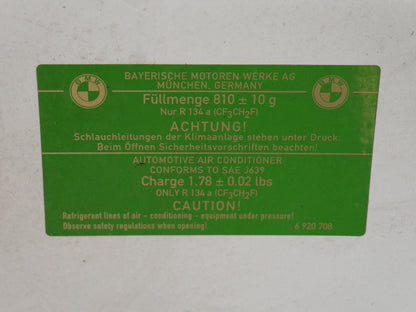 BMW BMW
BAYERISCHE MOTOREN WERKE AG
MÜNCHEN, GERMANY
Füllmenge 810 ± 10 g
Nur R 134 a (CF₃CH₂F)
ACHTUNG!
Schlauchleitungen der Klimaanlage stehen unter Druck.
Beim Öffnen Sicherheitsvorschriften beachten!
AUTOMOTIVE AIR CONDITIONER
CONFORMS TO SAE J639
Charge 1.78 ± 0.02 lbs
ONLY R 134 a (CF₃CH₂F)
CAUTION!
Refrigerant lines of air - conditioning - equipment under pressure!
Observe safety regulations when opening! 6 920 708